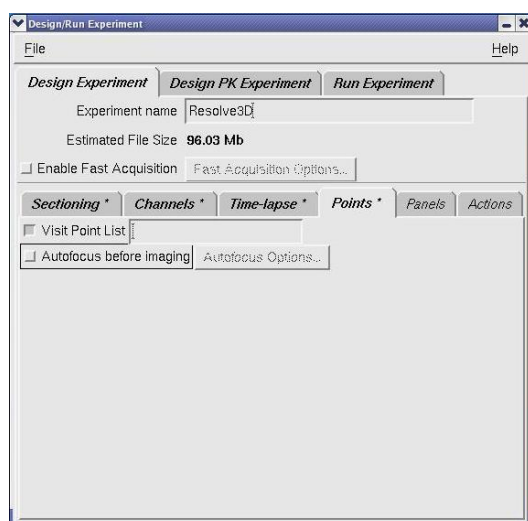 Design/Run Experiment
File Help
Design Experiment Design PK Experiment Run Experiment
Experiment name Resolve3D
Estimated File Size 96.03 Mb
Enable Fast Acquisition Fast Acquisition Options...
Sectioning * Channels * Time-lapse * Points * Panels Actions
Visit Point List
Autofocus before imaging Autofocus Options...